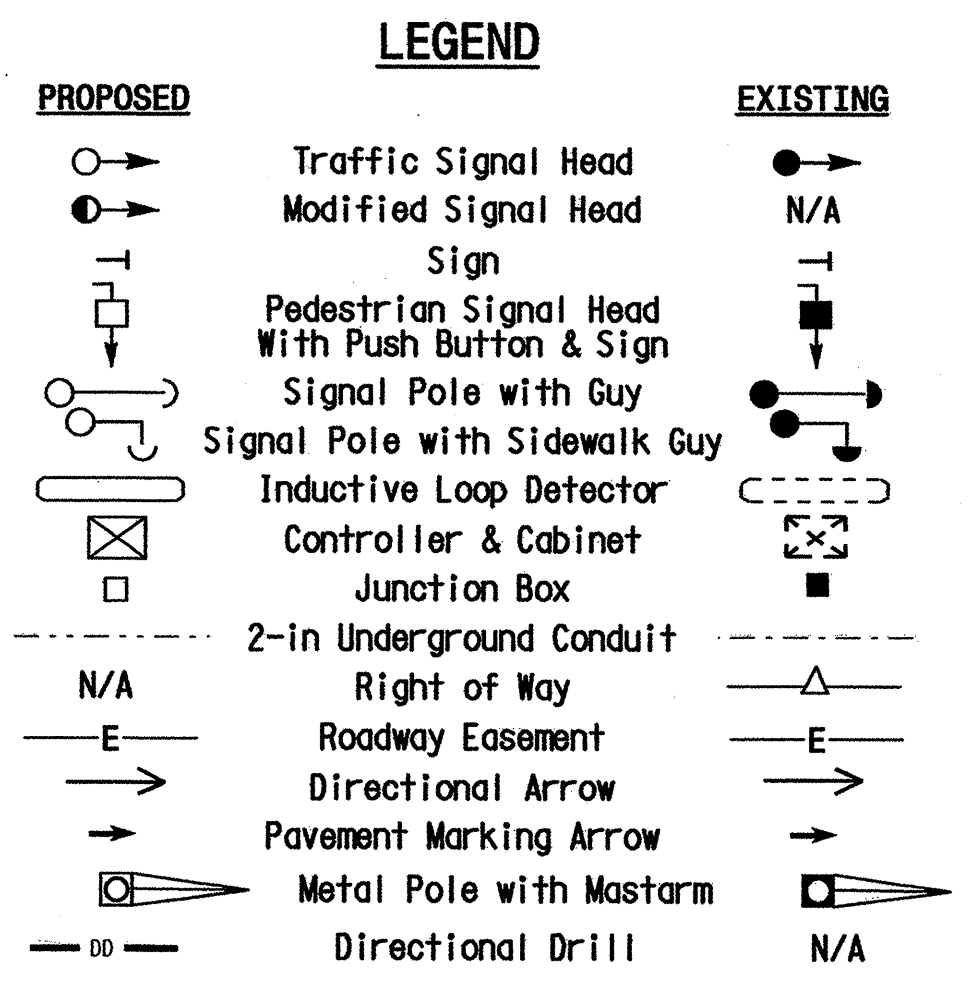 LEGEND
PROPOSED EXISTING
Traffic Signal Head
Modified Signal Head N/A
Sign
Pedestrian Signal Head
With Push Button & Sign
Signal Pole with Guy
Signal Pole with Sidewalk Guy
Inductive Loop Detector
Controller & Cabinet
Junction Box
2-in Underground Conduit
N/A Right of Way
E Roadway Easement E
Directional Arrow
Pavement Marking Arrow
Metal Pole with Mastarm
DD Directional Drill N/A